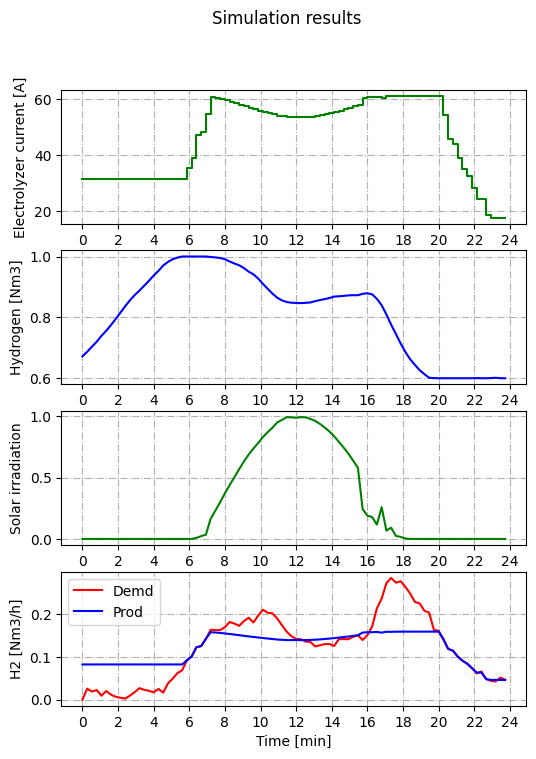 Simulation results
Electrolyzer current [A]
60
40
20
0 2 4 6 8 10 12 14 16 18 20 22 24
Hydrogen [Nm3]
1.0
0.8
0.6
0 2 4 6 8 10 12 14 16 18 20 22 24
Solar irradiation
1.0
0.5
0.0
0 2 4 6 8 10 12 14 16 18 20 22 24
H2 [Nm3/h]
0.2
0.1
0.0
Demd
Prod
0 2 4 6 8 10 12 14 16 18 20 22 24
Time [min]